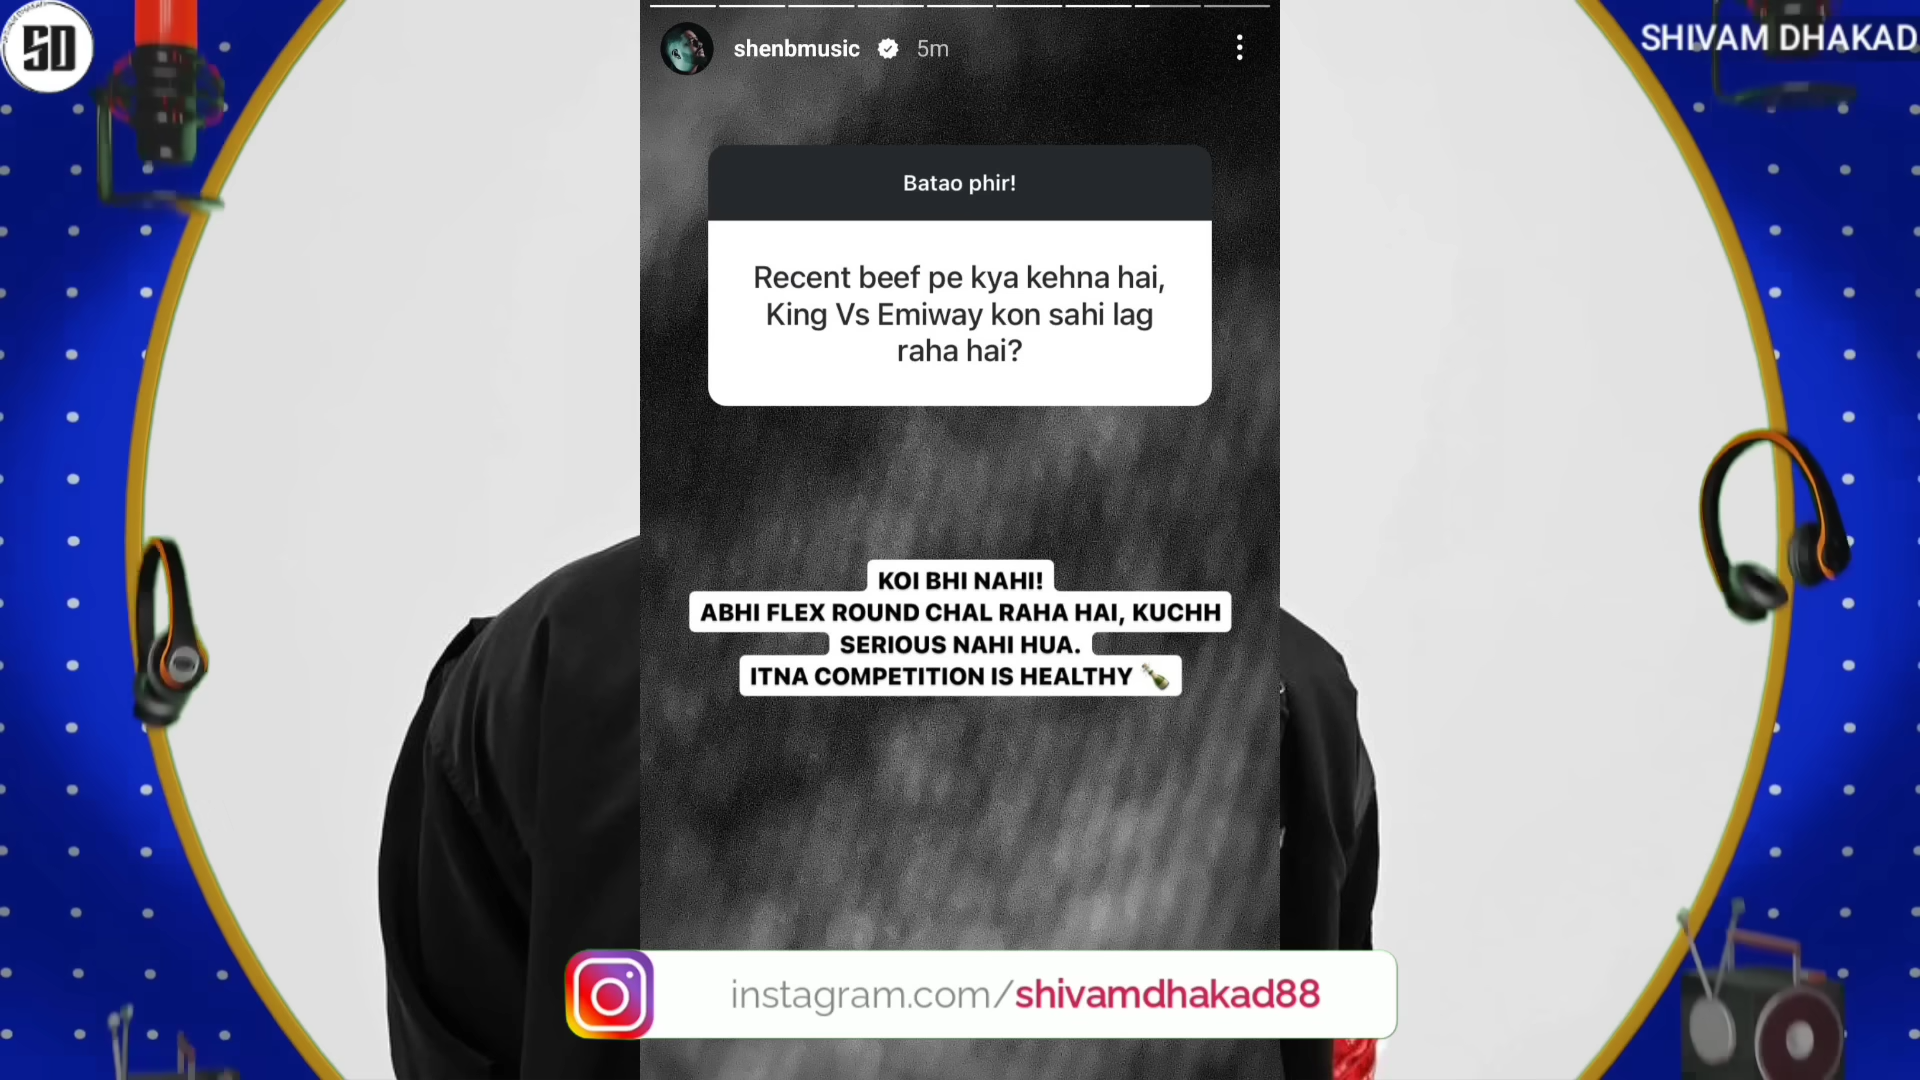 SD
SHIVAM DHAKAD
shenbmusic 5m
Batao phir!
Recent beef pe kya kehna hai,
King Vs Emiway kon sahi lag
raha hai?
KOI BHI NAHI!
ABHI FLEX ROUND CHAL RAHA HAI, KUCHH
SERIOUS NAHI HUA.
ITNA COMPETITION IS HEALTHY 🍾
instagram.com/shivamdhakad88